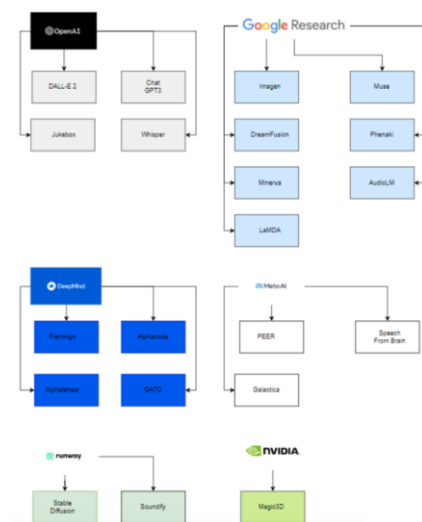 OpenAI
DALL-E 2
Chat
GPT3
Jukebox
Whisper
Google Research
Imagen
Muse
DreamFusion
Phenaki
Minerva
AudioLM
LaMDA
DeepMind
Flamingo
Alphacode
Alphatensor
GATO
Meta AI
PEER
Speech
From Brain
Galactica
runway
Stable
Diffusion
Soundify
NVIDIA.
Magic3D